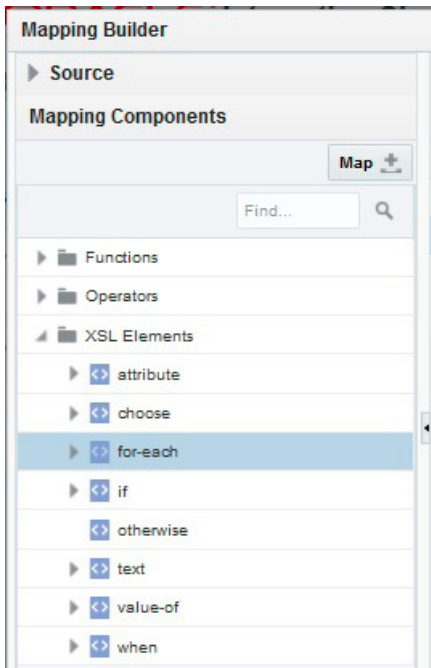 Mapping Builder
Source
Mapping Components
Map
Find...
Functions
Operators
XSL Elements
attribute
choose
for-each
if
otherwise
text
value-of
when